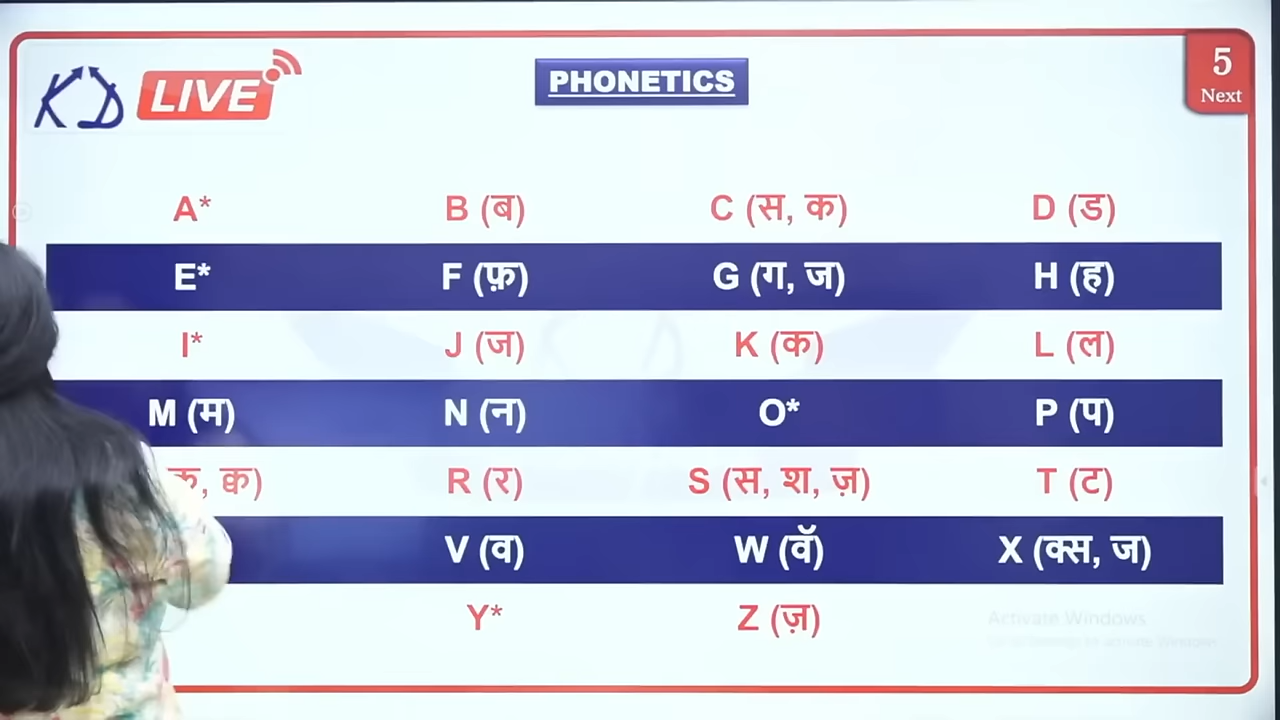 KD LIVE
PHONETICS
5
Next
A* B (ब) C (स, क) D (ड)
E* F (फ़) G (ग, ज) H (ह)
I* J (ज) K (क) L (ल)
M (म) N (न) O* P (प)
क, क्व) R (र) S (स, श, ज़) T (ट)
V (व) W (वॅ) X (क्स, ज)
Y* Z (ज़)
Activate Windows